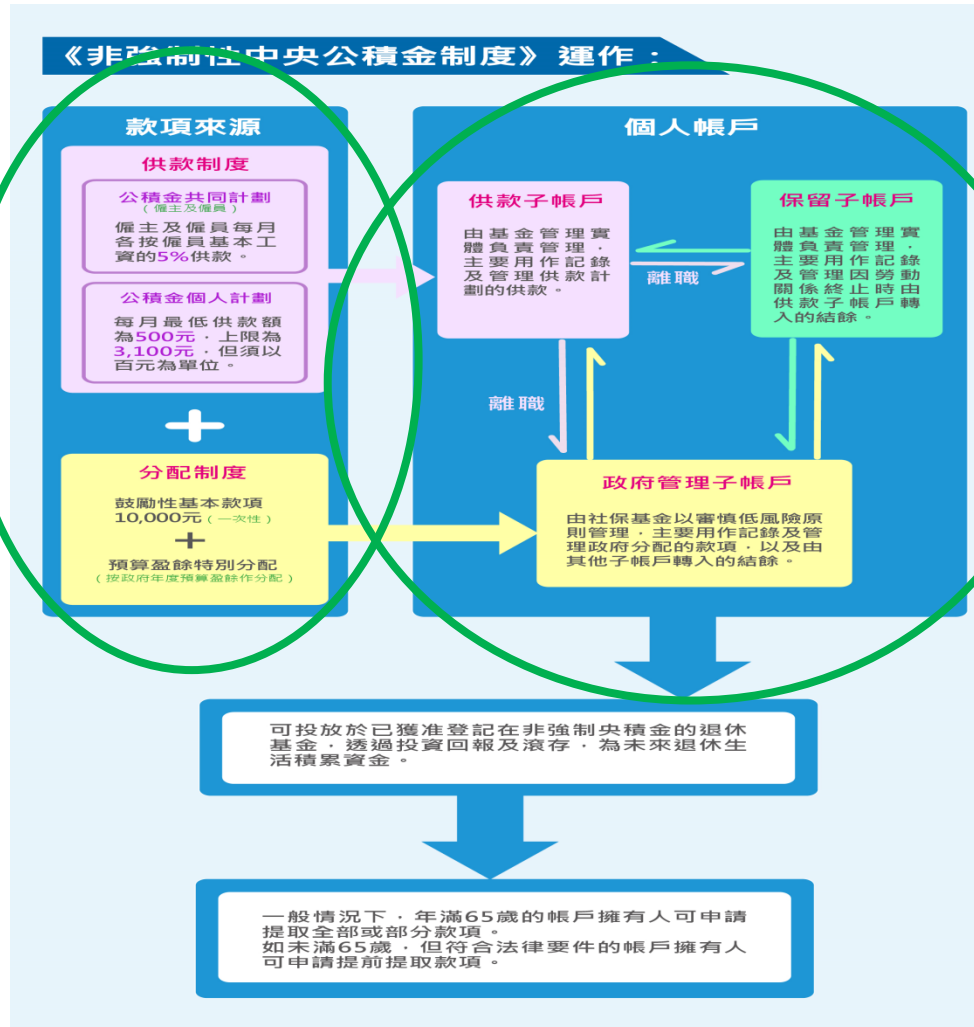 《非強制性中央公積金制度》運作：
款項來源
供款制度
公積金共同計劃
（僱主及僱員）
僱主及僱員每月
各按僱員基本工
資的5%供款。
公積金個人計劃
每月最低供款額
為500元，上限為
3,100元，但須以
百元為單位。
+
分配制度
鼓勵性基本款項
10,000元（一次性）
+
預算盈餘特別分配
（按政府年度預算盈餘作分配）
個人帳戶
供款子帳戶
由基金管理實
體負責管理，
主要用作記錄
及管理供款計
劃的供款。
離職
保留子帳戶
由基金管理實
體負責管理，
主要用作記錄
及管理因勞動
關係終止時由
供款子帳戶轉
入的結餘。
離職
政府管理子帳戶
由社保基金以審慎低風險原
則管理，主要用作記錄及管
理政府分配的款項，以及由
其他子帳戶轉入的結餘。
可投放於已獲准登記在非強制央積金的退休
基金，透過投資回報及滾存，為未來退休生
活積累資金。
一般情況下，年滿65歲的帳戶擁有人可申請
提取全部或部分款項。
如未滿65歲，但符合法律要件的帳戶擁有人
可申請提前提取款項。